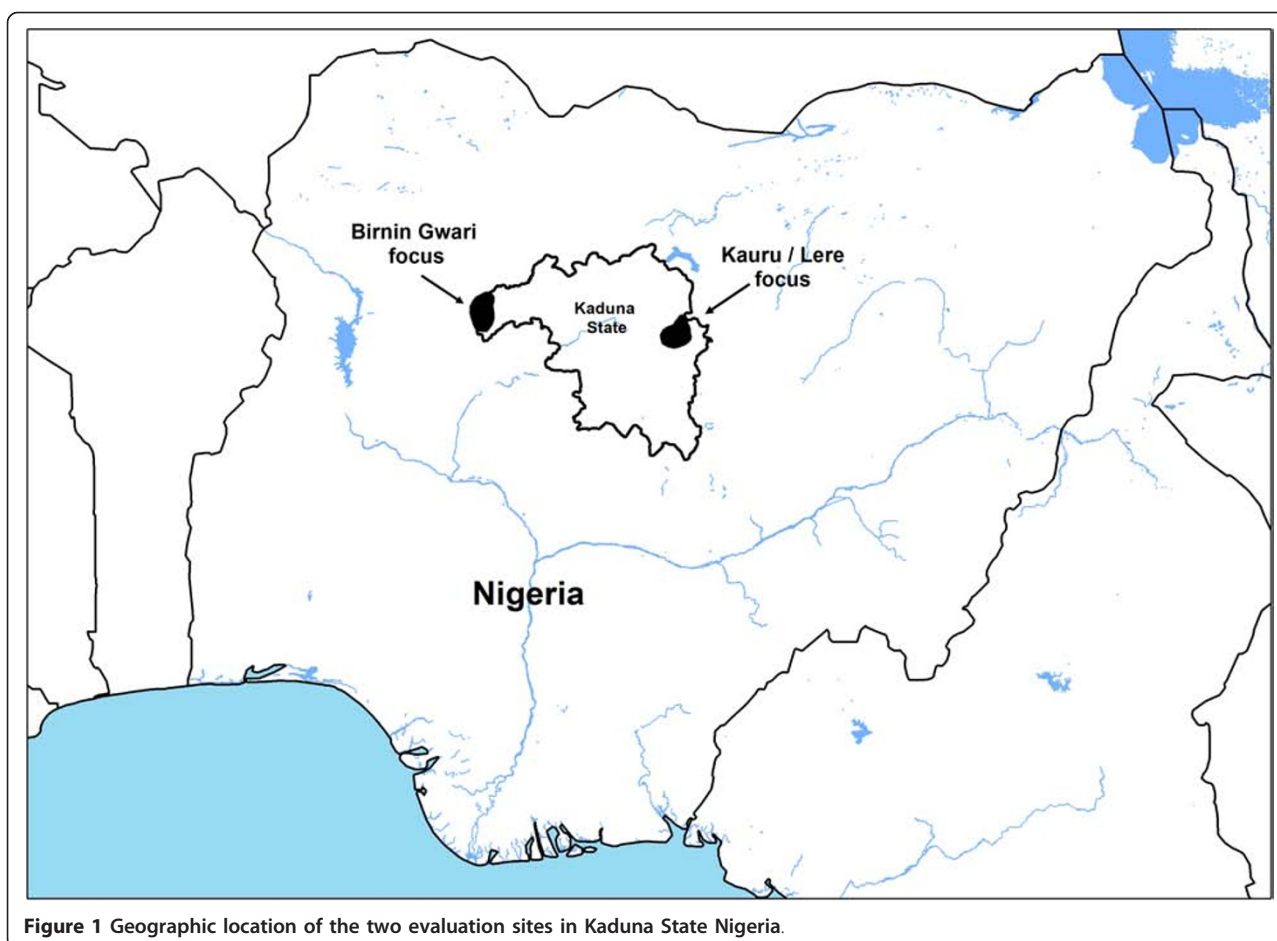 Birnin Gwari
focus
Kauru / Lere
focus
Kaduna
State
Nigeria
Figure 1 Geographic location of the two evaluation sites in Kaduna State Nigeria.